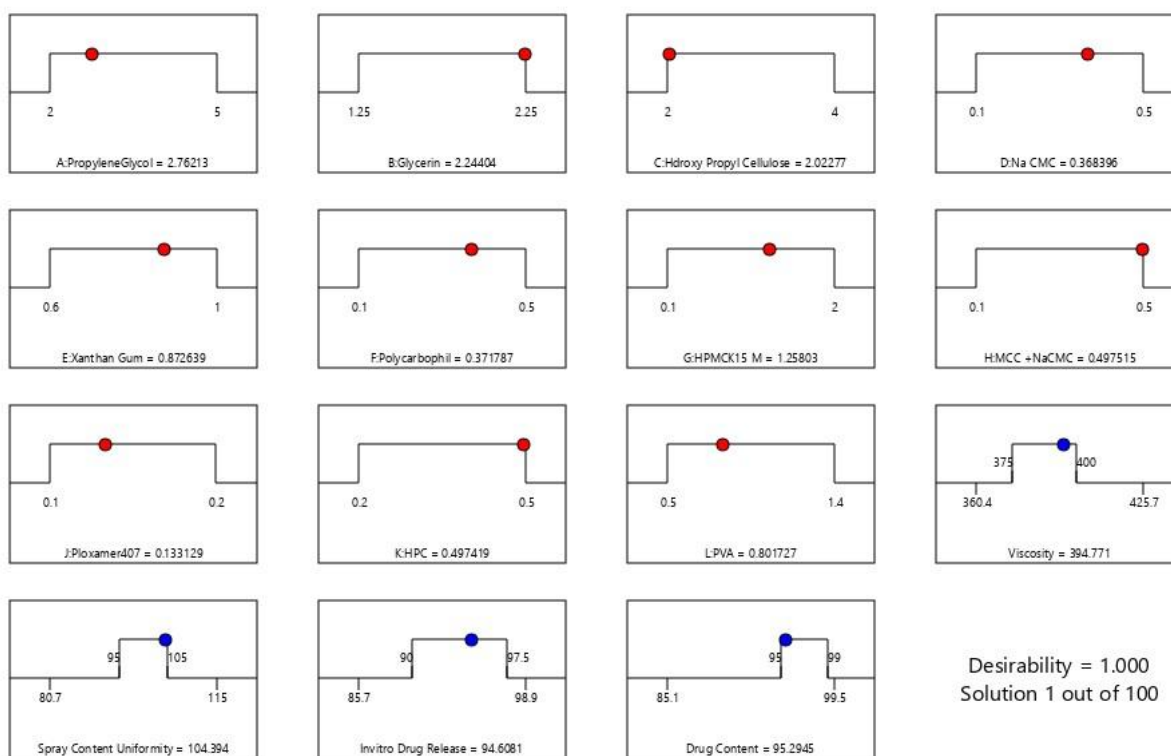 2 5
A:PropyleneGlycol = 2.76213
1.25 2.25
B:Glycerin = 2.24404
2 4
C:Hdroxy Propyl Cellulose = 2.02277
0.1 0.5
D:Na CMC = 0.368396
0.6 1
E:Xanthan Gum = 0.872639
0.1 0.5
F:Polycarbophil = 0.371787
0.1 2
G:HPMCK15 M = 1.25803
0.1 0.5
H:MCC +NaCMC = 0.497515
0.1 0.2
J:Ploxamer407 = 0.133129
0.2 0.5
K:HPC = 0.497419
0.5 1.4
L:PVA = 0.801727
375 400
360.4 425.7
Viscosity = 394.771
95 105
80.7 115
Spray Content Uniformity = 104.394
90 97.5
85.7 98.9
Invitro Drug Release = 94.6081
95 99
85.1 99.5
Drug Content = 95.2945
Desirability = 1.000
Solution 1 out of 100